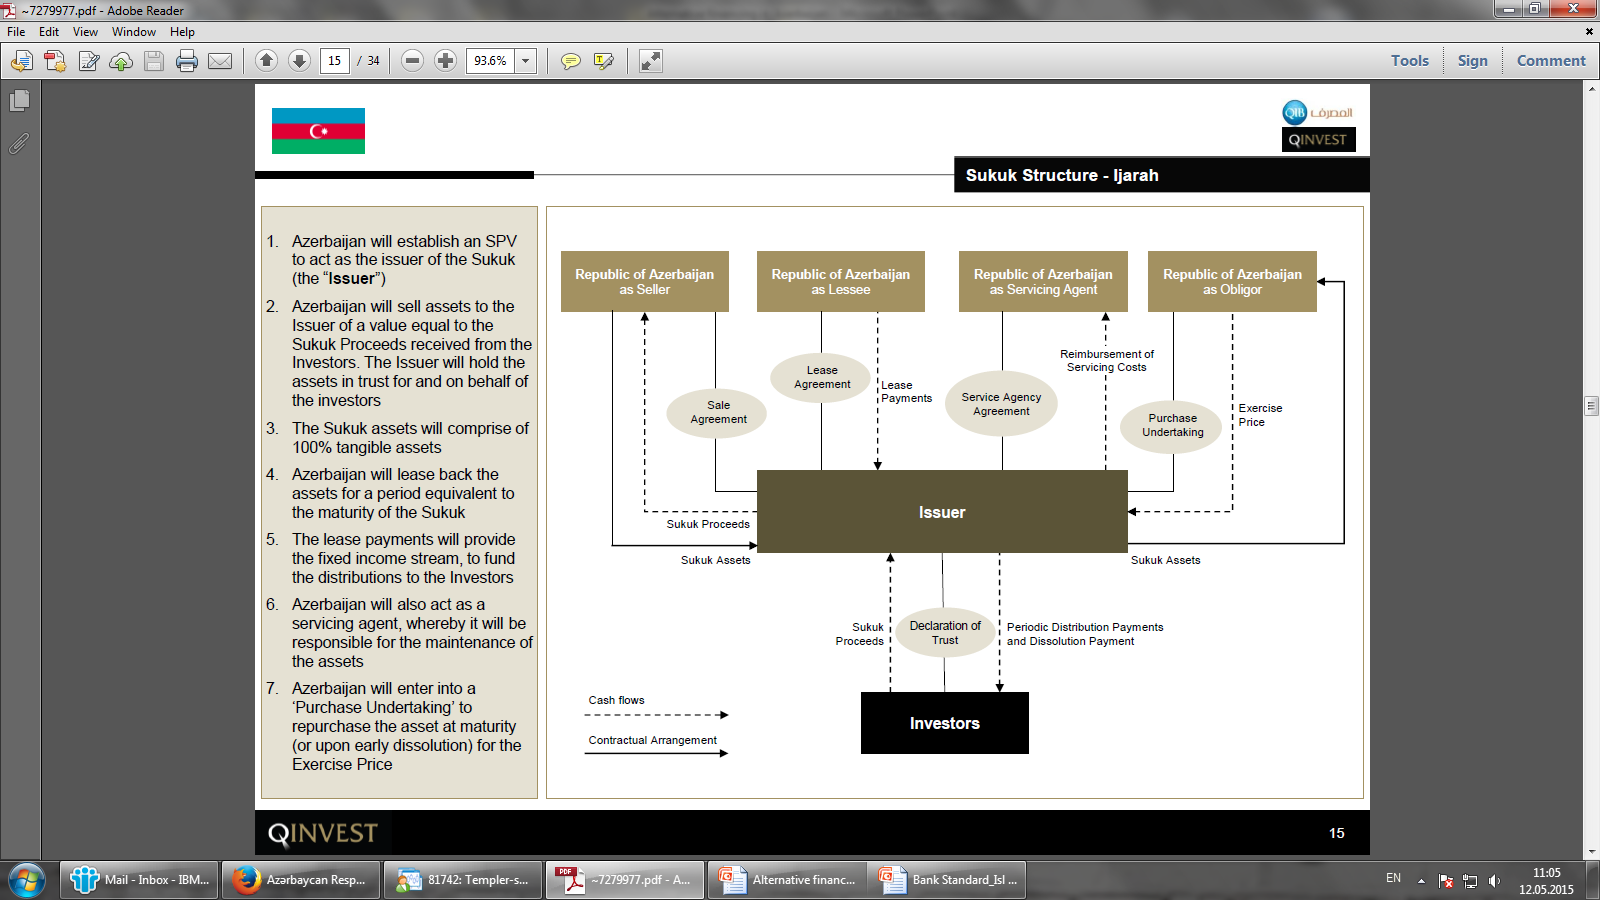 ~7279977.pdf - Adobe Reader
File Edit View Window Help
15 / 34 93.6% Tools Sign Comment
QIB المصرف
QINVEST
Sukuk Structure - Ijarah
1. Azerbaijan will establish an SPV
to act as the issuer of the Sukuk
(the “Issuer”)
2. Azerbaijan will sell assets to the
Issuer of a value equal to the
Sukuk Proceeds received from the
Investors. The Issuer will hold the
assets in trust for and on behalf of
the investors
3. The Sukuk assets will comprise of
100% tangible assets
4. Azerbaijan will lease back the
assets for a period equivalent to
the maturity of the Sukuk
5. The lease payments will provide
the fixed income stream, to fund
the distributions to the Investors
6. Azerbaijan will also act as a
servicing agent, whereby it will be
responsible for the maintenance of
the assets
7. Azerbaijan will enter into a
‘Purchase Undertaking’ to
repurchase the asset at maturity
(or upon early dissolution) for the
Exercise Price
Republic of Azerbaijan
as Seller
Republic of Azerbaijan
as Lessee
Republic of Azerbaijan
as Servicing Agent
Republic of Azerbaijan
as Obligor
Sale
Agreement
Lease
Agreement
Lease
Payments
Service Agency
Agreement
Reimbursement of
Servicing Costs
Purchase
Undertaking
Exercise
Price
Issuer
Sukuk Proceeds
Sukuk Assets
Sukuk Assets
Sukuk
Proceeds
Declaration of
Trust
Periodic Distribution Payments
and Dissolution Payment
Investors
Cash flows
Contractual Arrangement
QINVEST
15
Mail - Inbox - IBM...
Azərbaycan Resp...
81742: Templer-s...
PDF
~7279977.pdf - A...
Alternative financ...
Bank Standard_Isl ...
EN
11:05
12.05.2015